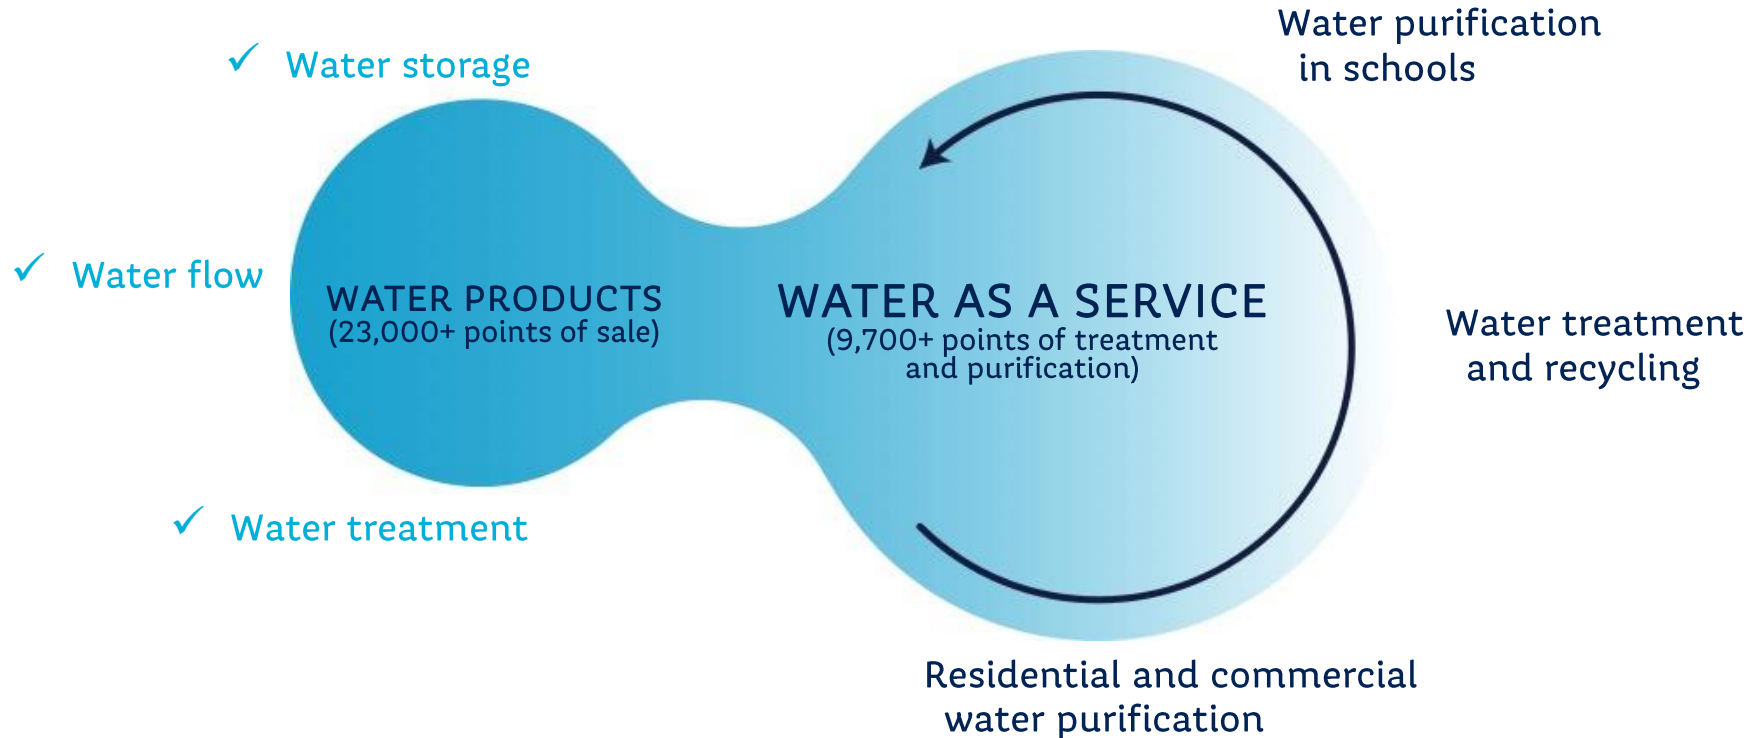 Water storage
Water flow
Water treatment
WATER PRODUCTS
(23,000+ points of sale)
WATER AS A SERVICE
(9,700+ points of treatment
and purification)
Water purification
in schools
Water treatment
and recycling
Residential and commercial
water purification